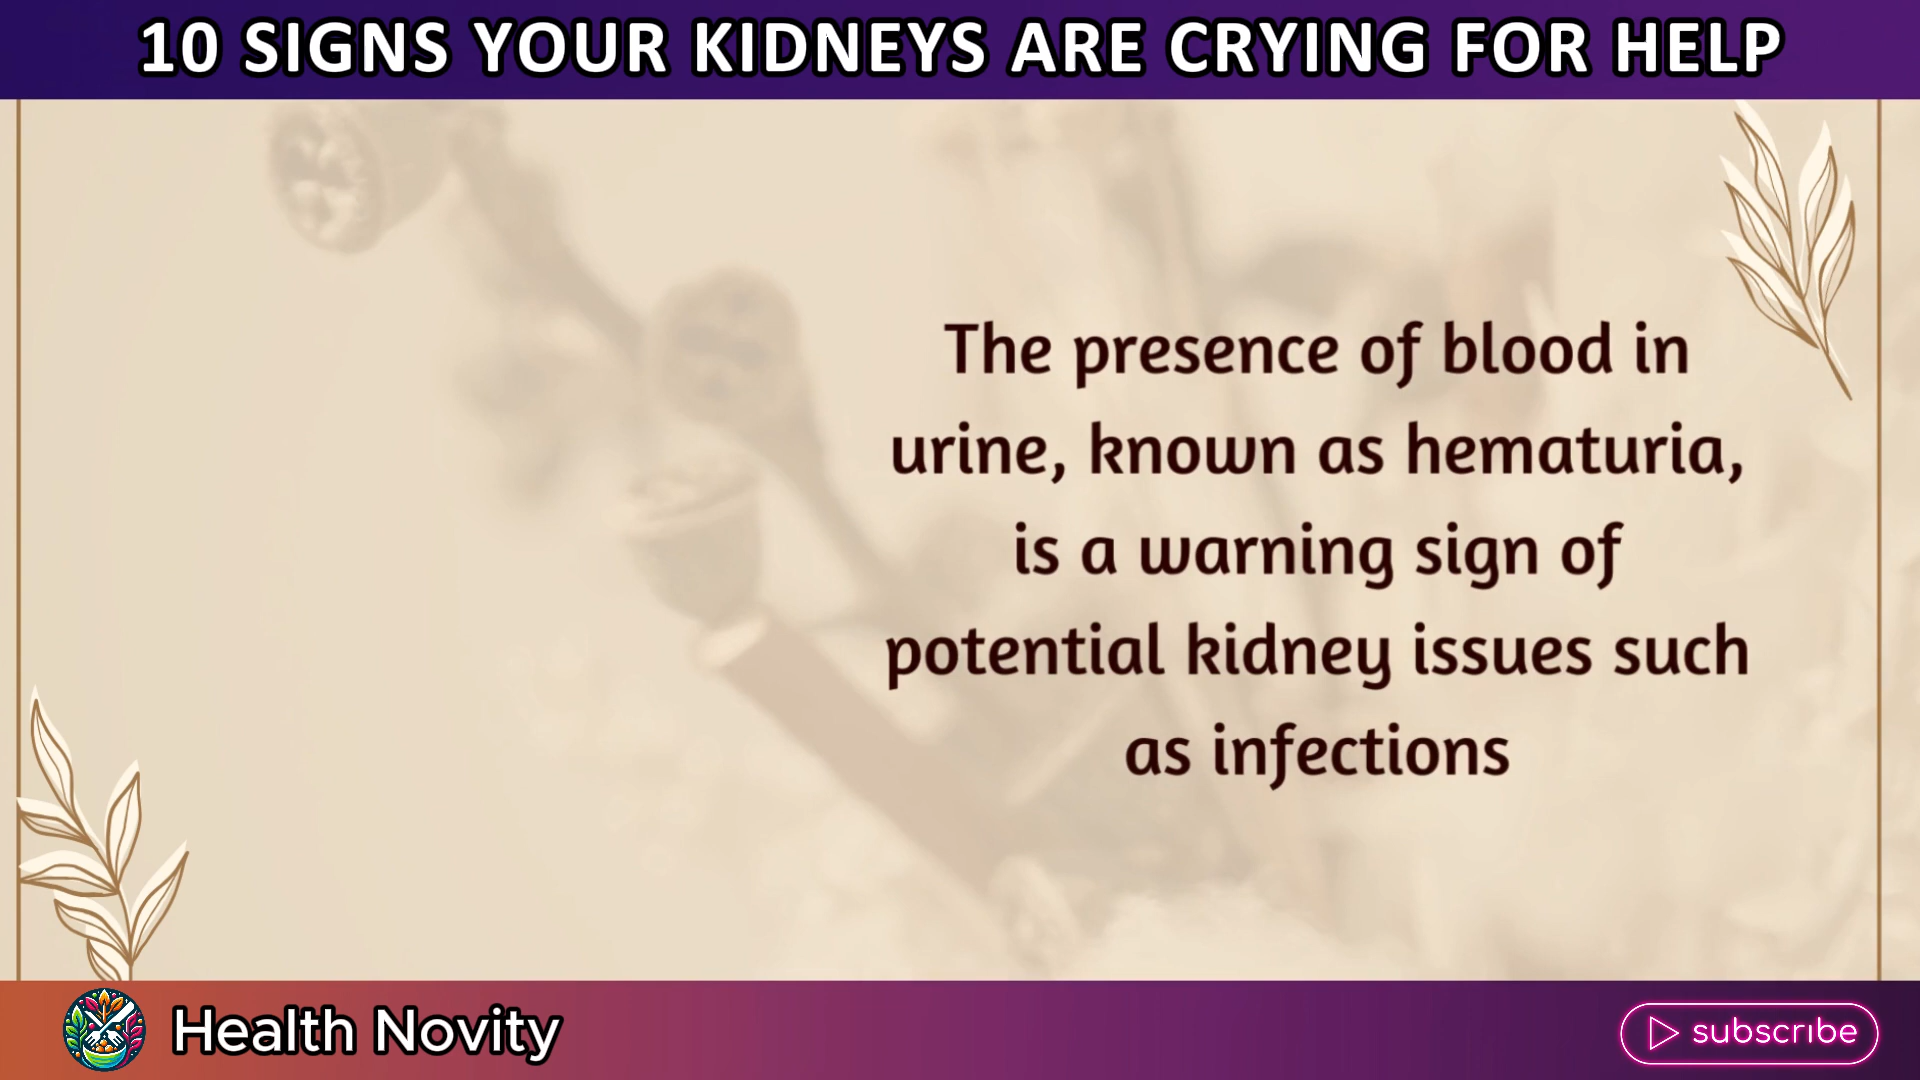 10 SIGNS YOUR KIDNEYS ARE CRYING FOR HELP
The presence of blood in
urine, known as hematuria,
is a warning sign of
potential kidney issues such
as infections
Health Novity
subscribe